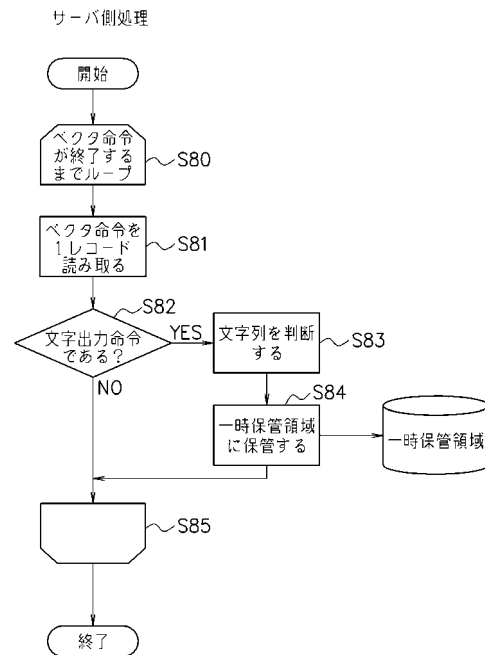 サーバ側処理
開始
ベクタ命令
が終了する
までループ
S80
ベクタ命令を
1レコード
読み取る
S81
S82
文字出力命令
である?
YES
NO
文字列を判断
する
S83
S84
一時保管領域
に保管する
一時保管領域
S85
終了